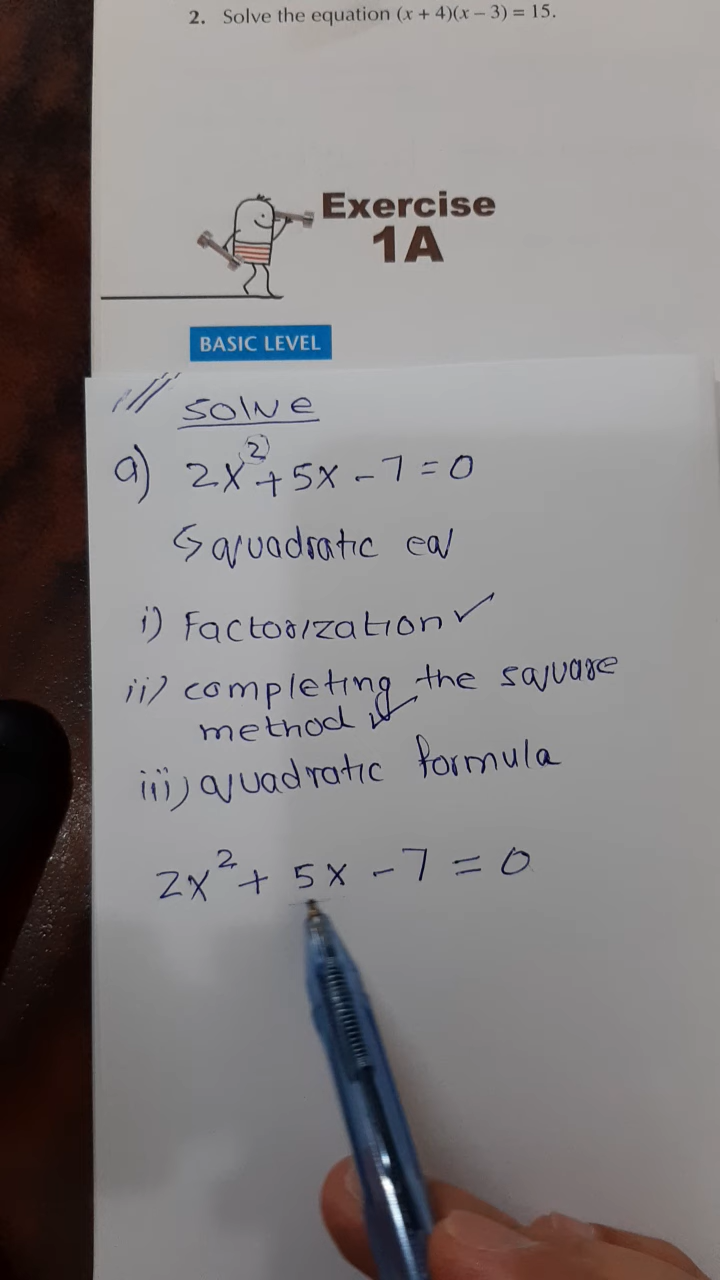 2. Solve the equation (x + 4)(x − 3) = 15.
Exercise
1A
BASIC LEVEL
SOLVE
a) 2x² + 5x - 7 = 0
quadratic eq
i) Factorization ✓
ii) completing the square
method ✓
iii) quadratic formula
2x² + 5x - 7 = 0